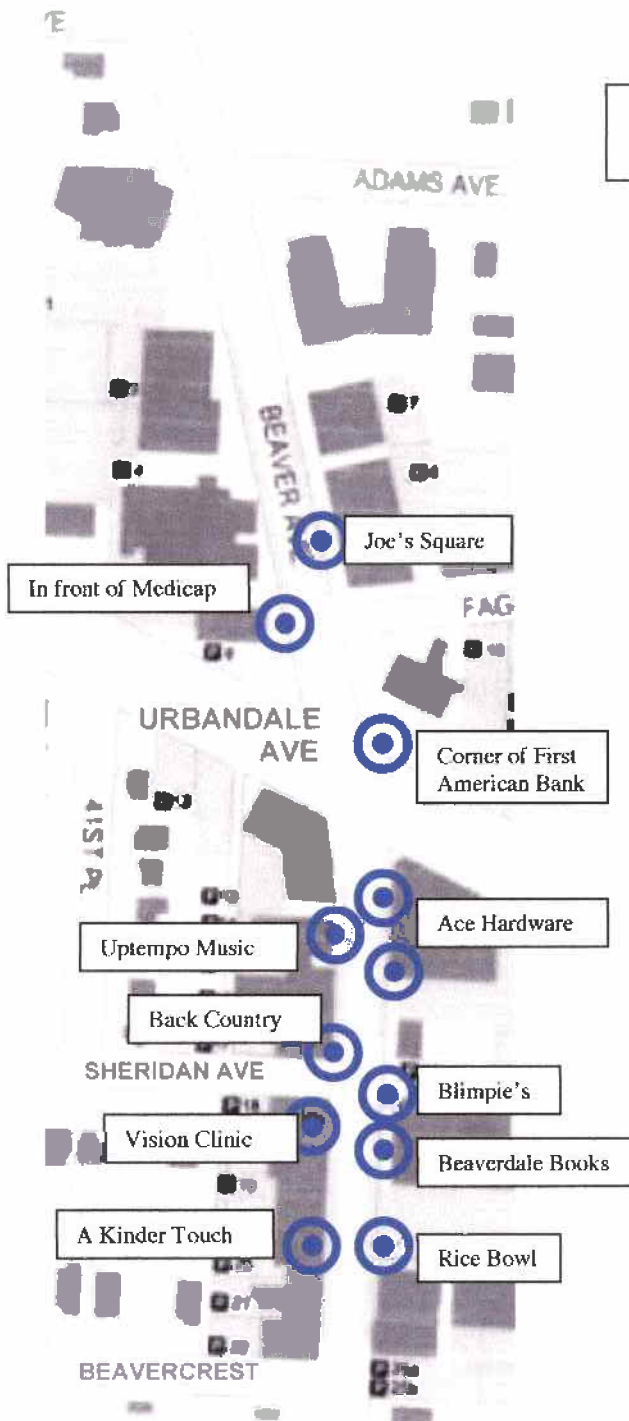 ADAMS AVE
BEAVER AVE
Joe's Square
In front of Medicap
FAG
URBANDALE
AVE
Corner of First
American Bank
41ST PL
Ace Hardware
Uptempo Music
Back Country
SHERIDAN AVE
Blimpie's
Vision Clinic
Beaverdale Books
A Kinder Touch
Rice Bowl
BEAVERCREST